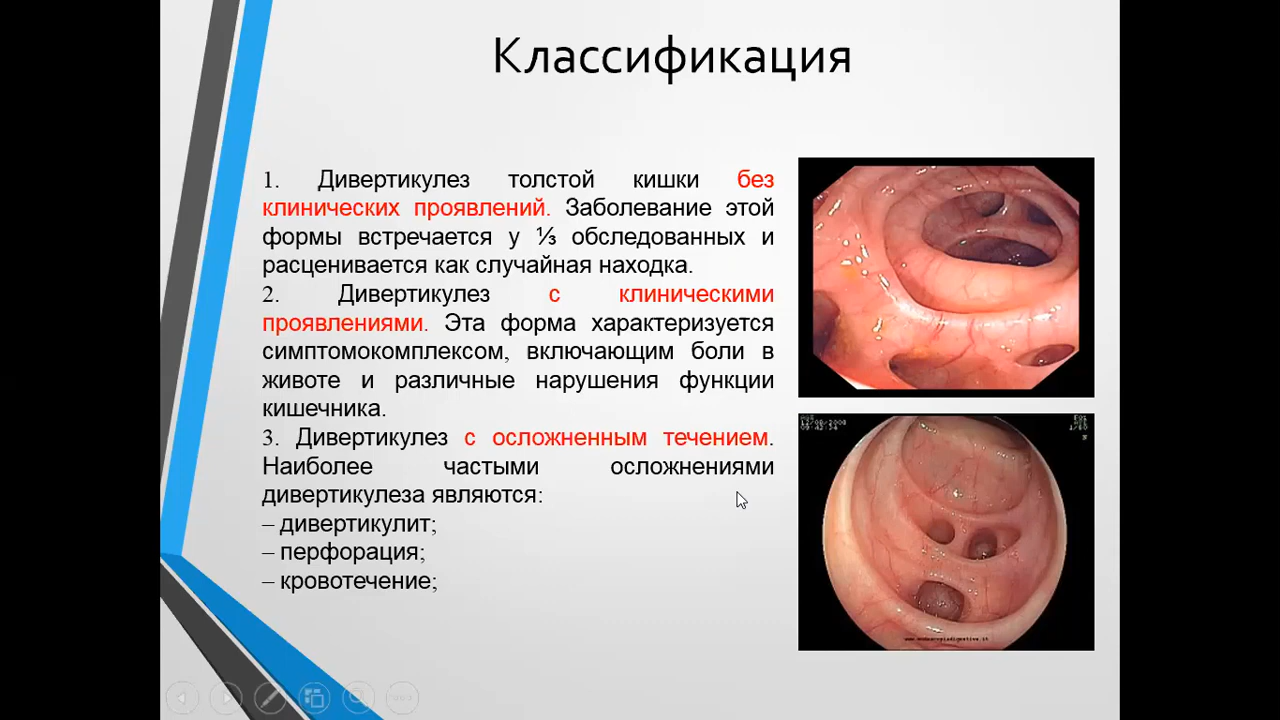 Классификация
1. Дивертикулез толстой кишки без
клинических проявлений. Заболевание этой
формы встречается у ⅓ обследованных и
расценивается как случайная находка.
2. Дивертикулез с клиническими
проявлениями. Эта форма характеризуется
симптомокомплексом, включающим боли в
животе и различные нарушения функции
кишечника.
3. Дивертикулез с осложненным течением.
Наиболее частыми осложнениями
дивертикулеза являются:
– дивертикулит;
– перфорация;
– кровотечение;